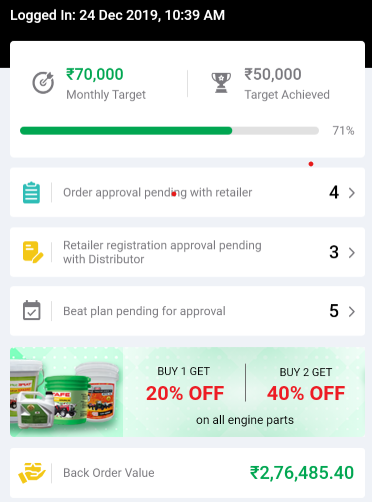 Logged In: 24 Dec 2019, 10:39 AM
₹70,000
Monthly Target
₹50,000
Target Achieved
71%
Order approval pending with retailer
4
Retailer registration approval pending
with Distributor
3
Beat plan pending for approval
5
BUY 1 GET
20% OFF
BUY 2 GET
40% OFF
on all engine parts
Back Order Value
₹2,76,485.40